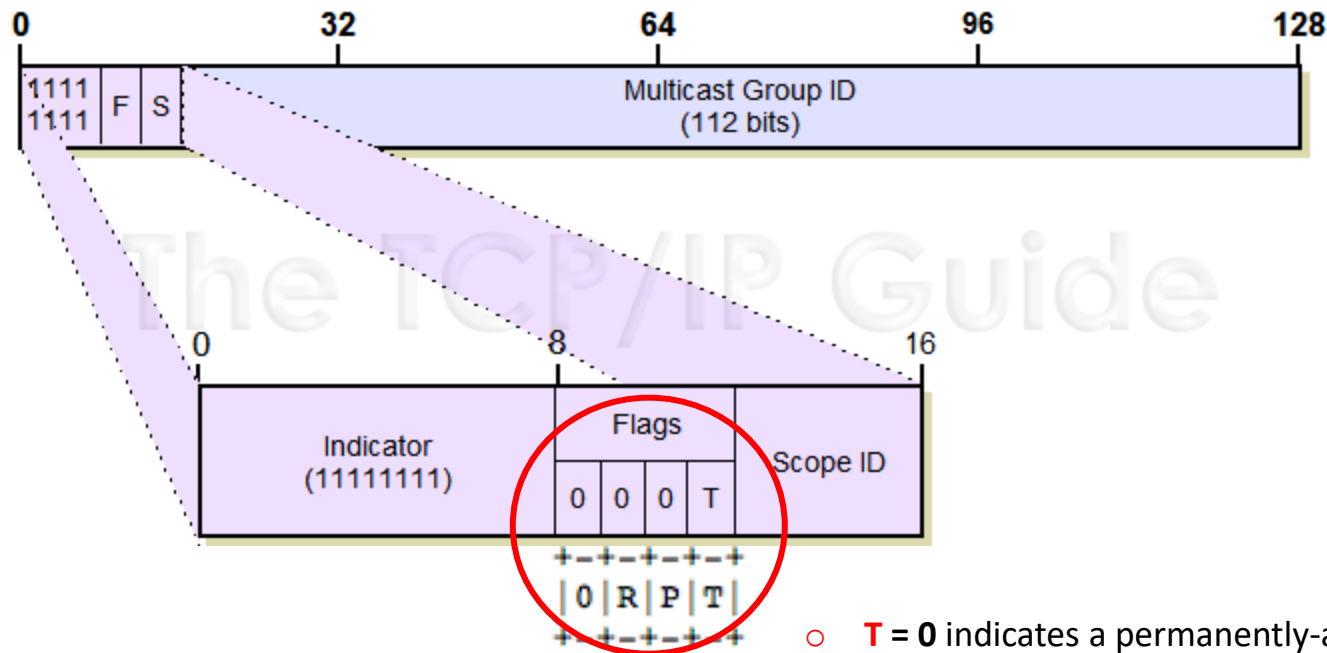 0 32 64 96 128
1111
1111
F S
Multicast Group ID
(112 bits)
The TCP/IP Guide
0 8 16
Indicator
(11111111)
Flags
0 0 0 T
Scope ID
+-+-+-+-+
|0|R|P|T|
+-+-+-+-+
○ T = 0 indicates a permanently-a